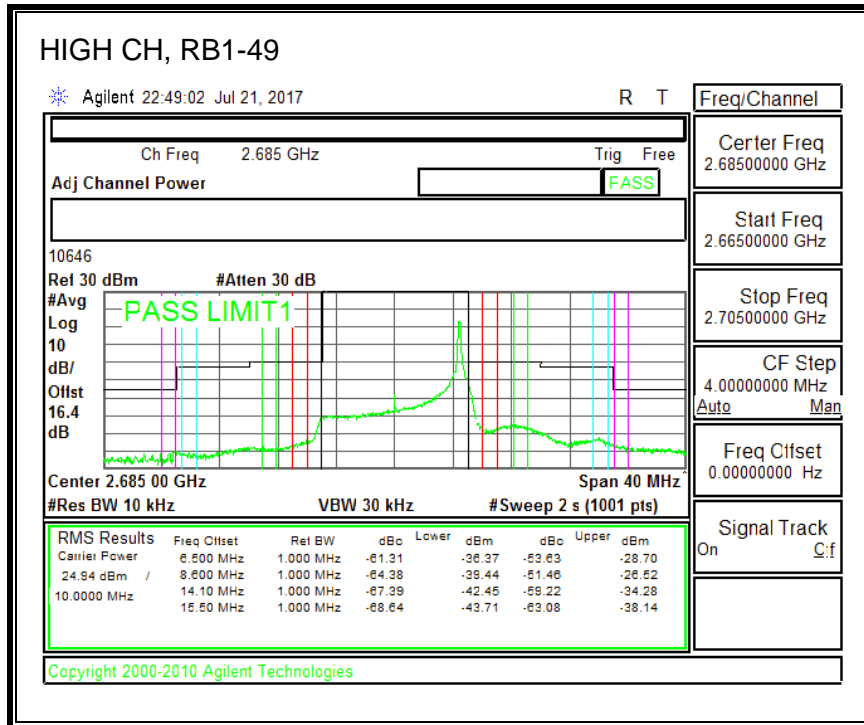 HIGH CH, RB1-49
Agilent 22:49:02 Jul 21, 2017 R T
Freq/Channel
Ch Freq 2.685 GHz Trig Free
Adj Channel Power PASS
Center Freq
2.68500000 GHz
Start Freq
2.66500000 GHz
Stop Freq
2.70500000 GHz
CF Step
4.00000000 MHz
Auto Man
Freq Offset
0.00000000 Hz
Signal Track
On Off
10646
Ref 30 dBm #Atten 30 dB
#Avg
Log
10
dB/
Offst
16.4
dB
PASS LIMIT1
Center 2.685 00 GHz Span 40 MHz
#Res BW 10 kHz VBW 30 kHz #Sweep 2 s (1001 pts)
RMS Results Freq Offset Ref BW dBc Lower dBm dBc Upper dBm
Carrier Power 6.500 MHz 1.000 MHz -61.31 -36.37 -53.63 -28.70
24.94 dBm / 8.600 MHz 1.000 MHz -64.38 -39.44 -51.46 -26.52
10.0000 MHz 14.10 MHz 1.000 MHz -67.39 -42.45 -59.22 -34.28
15.50 MHz 1.000 MHz -68.64 -43.71 -63.08 -38.14
Copyright 2000-2010 Agilent Technologies